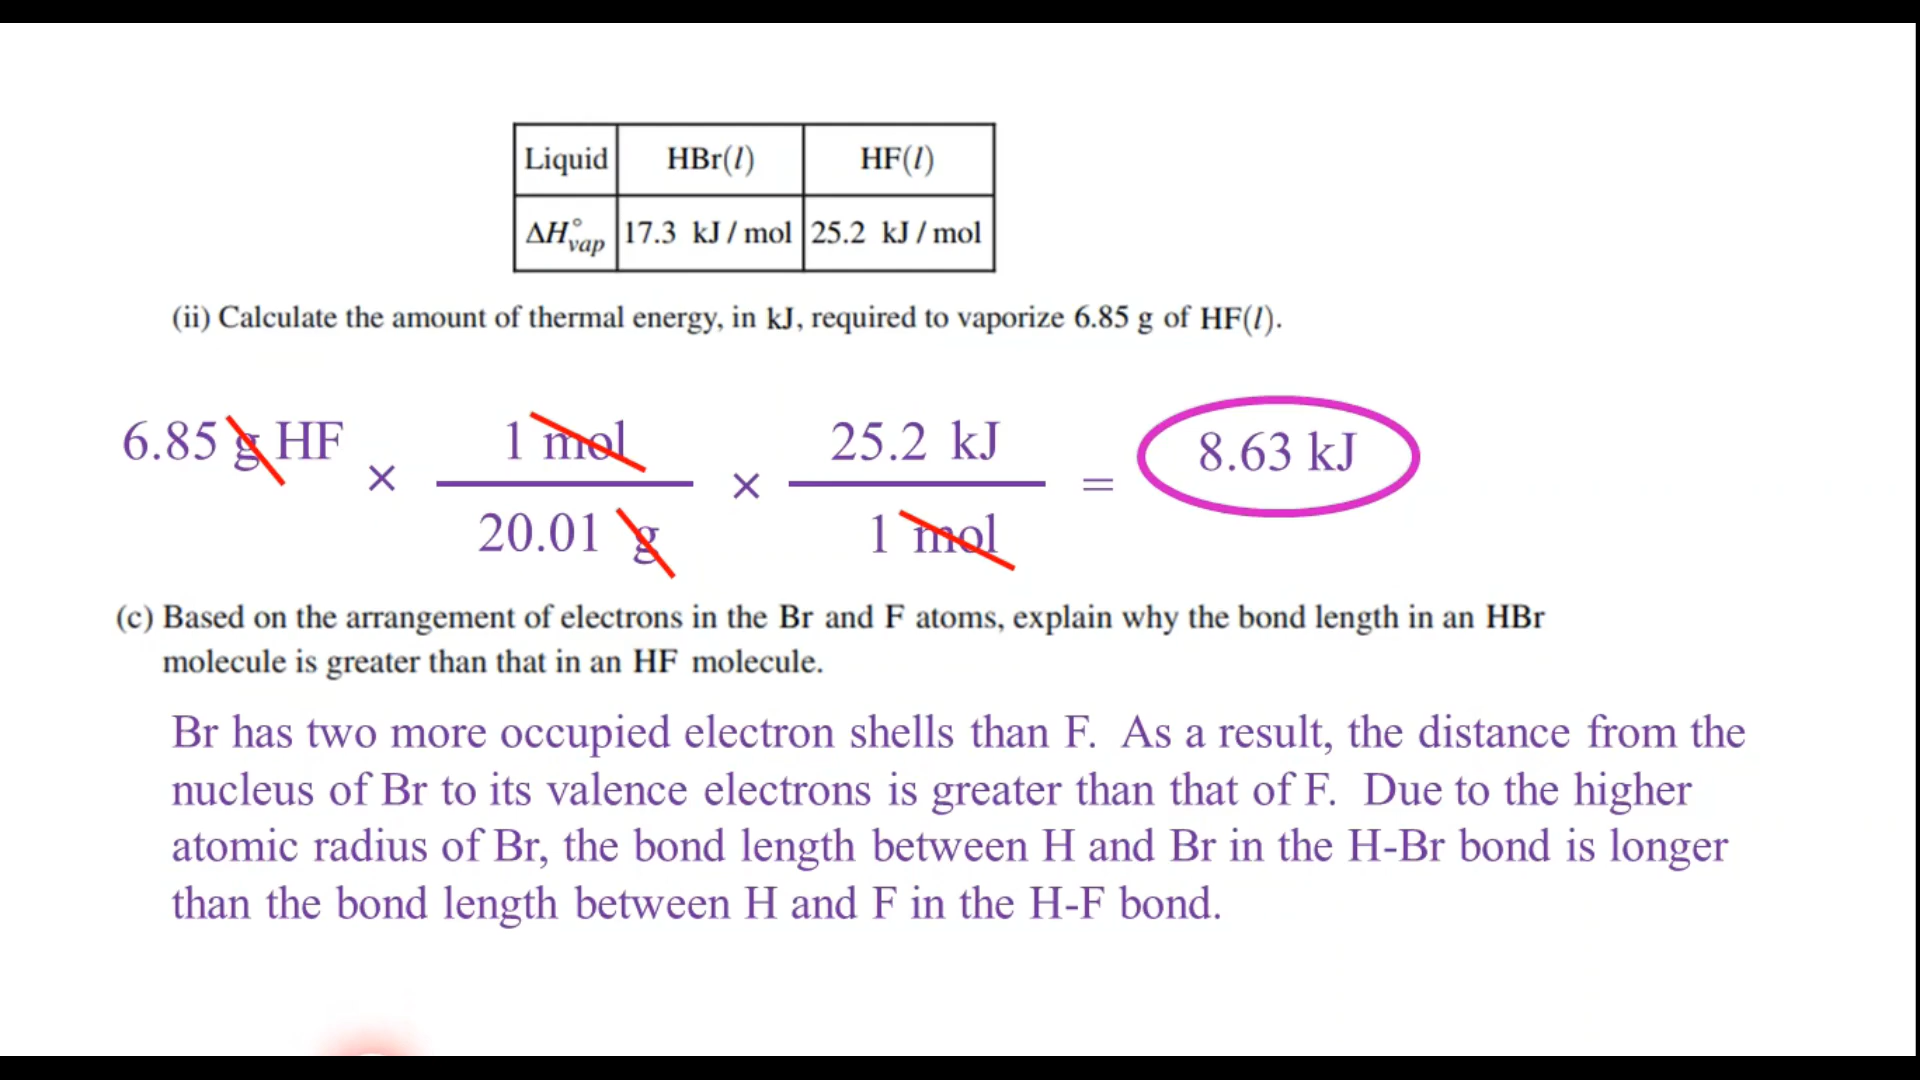 Liquid HBr(l) HF(l)
ΔH°vap 17.3 kJ/mol 25.2 kJ/mol
(ii) Calculate the amount of thermal energy, in kJ, required to vaporize 6.85 g of HF(l).
6.85 g HF × 1 mol / 20.01 g × 25.2 kJ / 1 mol = 8.63 kJ
(c) Based on the arrangement of electrons in the Br and F atoms, explain why the bond length in an HBr
molecule is greater than that in an HF molecule.
Br has two more occupied electron shells than F. As a result, the distance from the
nucleus of Br to its valence electrons is greater than that of F. Due to the higher
atomic radius of Br, the bond length between H and Br in the H-Br bond is longer
than the bond length between H and F in the H-F bond.